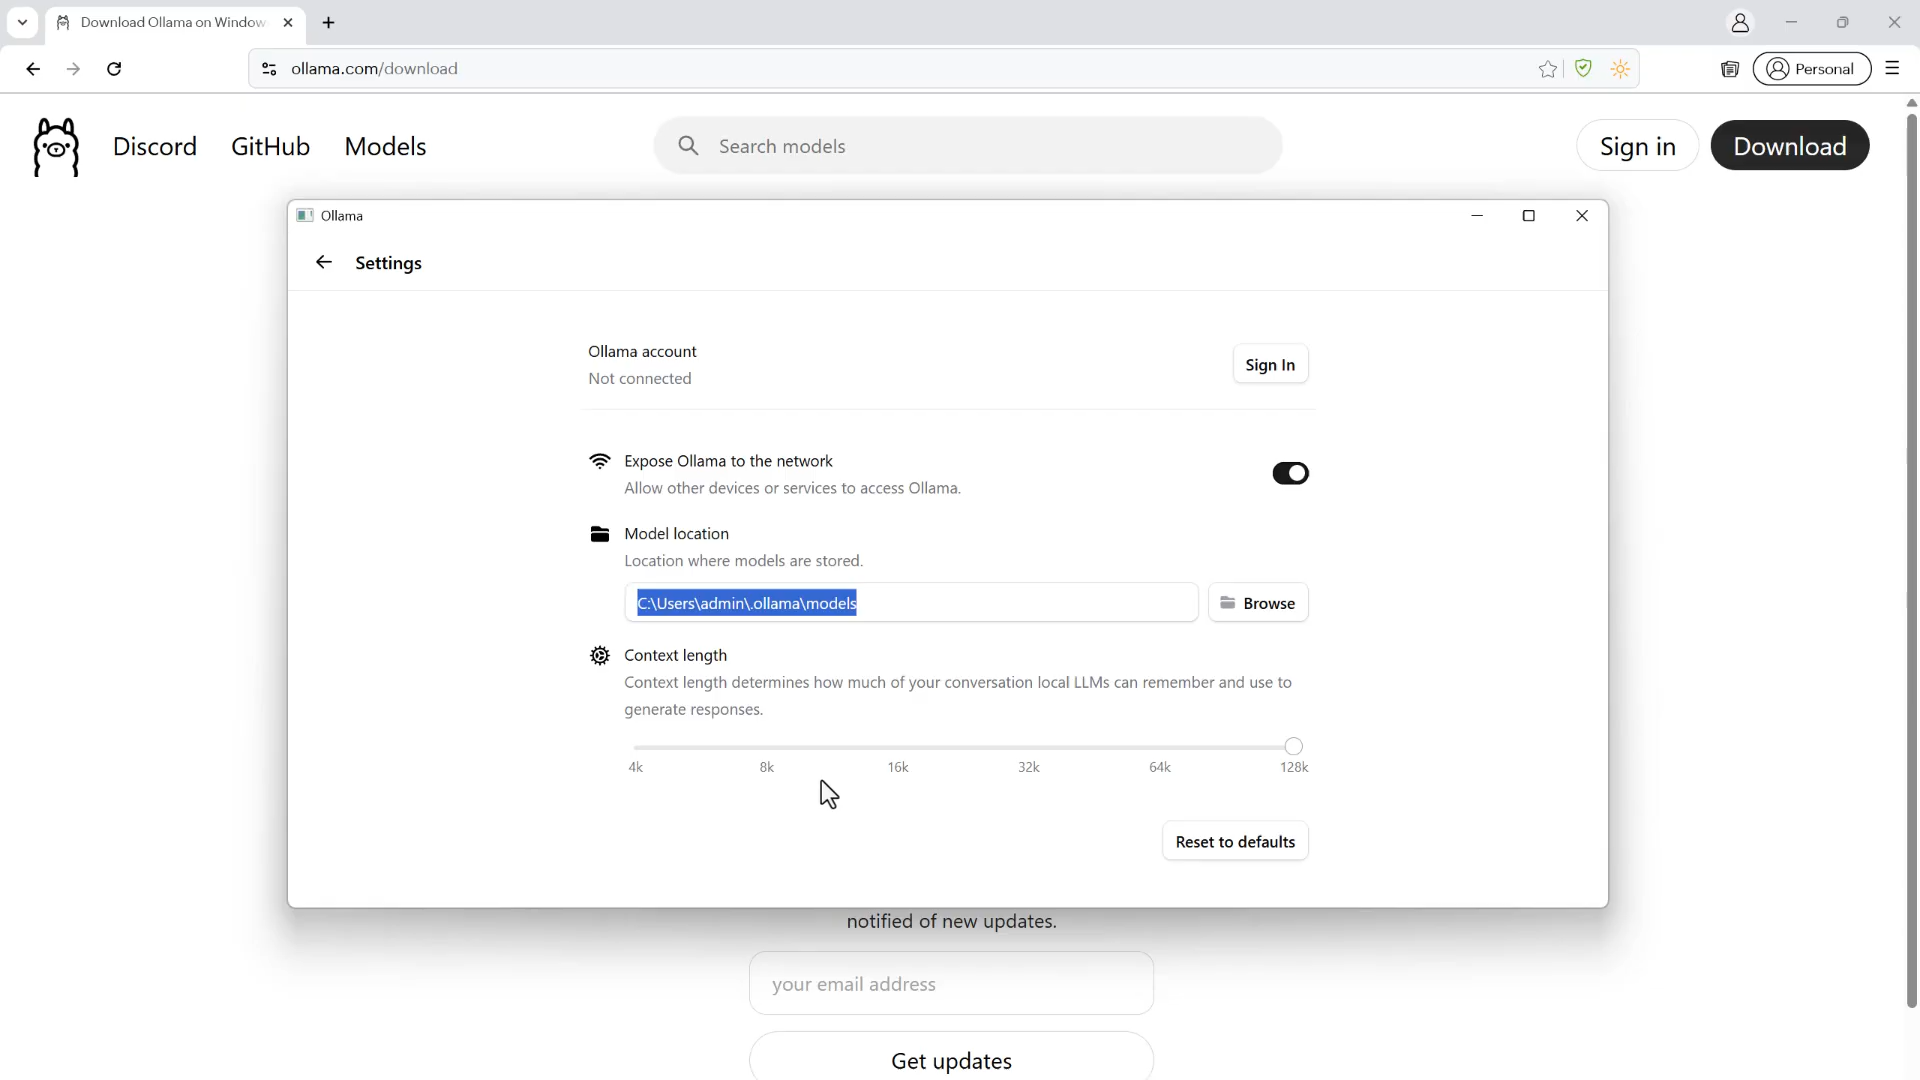 Download Ollama on Window
ollama.com/download
Personal
Discord
GitHub
Models
Search models
Sign in
Download
Ollama
Settings
Ollama account
Not connected
Sign In
Expose Ollama to the network
Allow other devices or services to access Ollama.
Model location
Location where models are stored.
C:\Users\admin\.ollama\models
Browse
Context length
Context length determines how much of your conversation local LLMs can remember and use to
generate responses.
4k
8k
16k
32k
64k
128k
Reset to defaults
notified of new updates.
your email address
Get updates